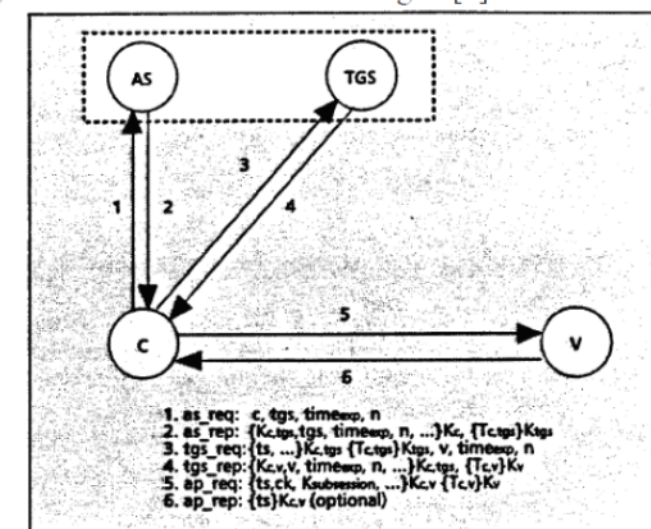 AS
TGS
3
1
2
4
5
C
V
6
1. as_req: c, tgs, timeexp, n
2. as_rep: {Kc,tgs,tgs, timeexp, n, ...}Kc, {Tc,tgs}Ktgs
3. tgs_req:{ts, ...}Kc,tgs {Tc,tgs}Ktgs, v, timeexp, n
4. tgs_rep:{Kc,v,v, timeexp, n, ...}Kc,tgs, {Tc,v}Kv
5. ap_req: {ts,ck, Ksubsession, ...}Kc,v {Tc,v}Kv
6. ap_rep: {ts}Kc,v (optional)